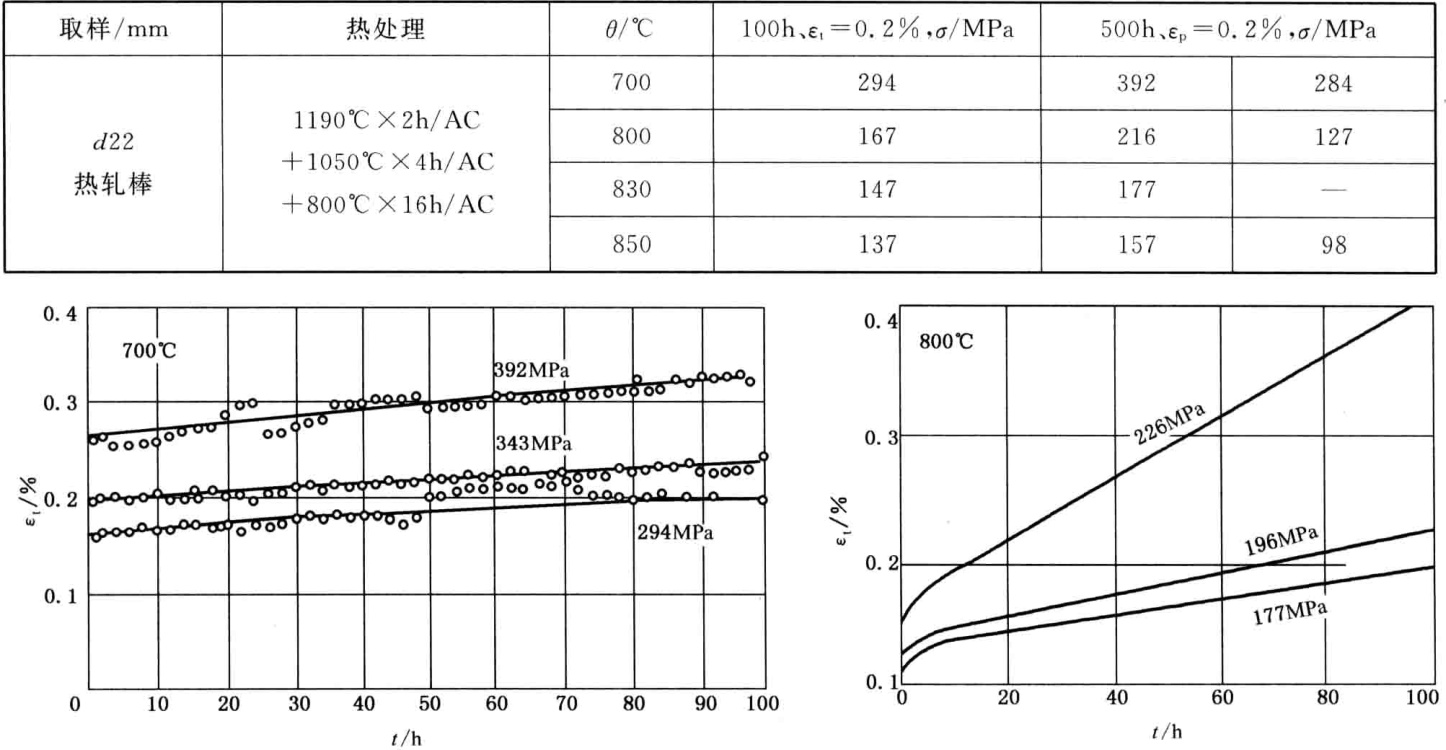 取样/mm 热处理 θ/℃ 100h、εt=0.2%,σ/MPa 500h、εp=0.2%,σ/MPa
d22
热轧棒
1190℃×2h/AC
+1050℃×4h/AC
+800℃×16h/AC
700 294 392 284
800 167 216 127
830 147 177 —
850 137 157 98
0.4
0.3
0.2
0.1
εt/%
700℃
392MPa
343MPa
294MPa
0 10 20 30 40 50 60 70 80 90 100
t/h
0.4
0.3
0.2
0.1
εt/%
800℃
226MPa
196MPa
177MPa
0 20 40 60 80 100
t/h